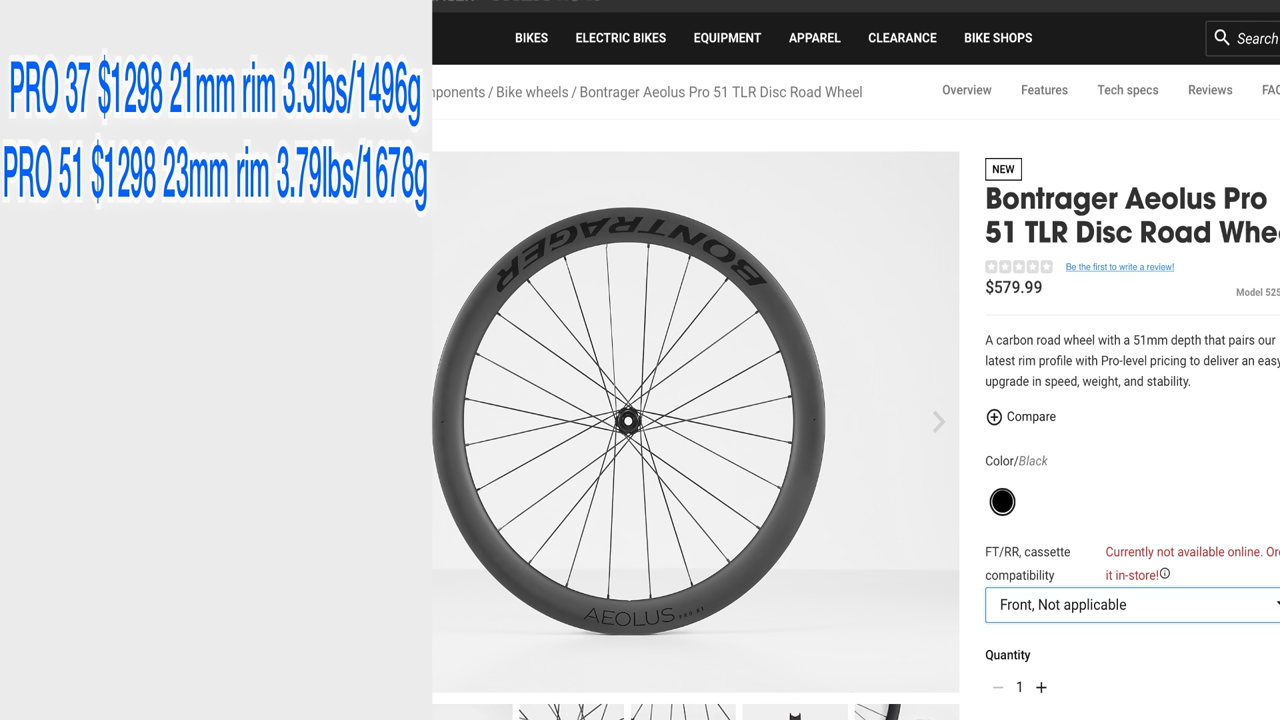 PRO 37 $1298 21mm rim 3.3lbs/1496g
PRO 51 $1298 23mm rim 3.79lbs/1678g
BIKES ELECTRIC BIKES EQUIPMENT APPAREL CLEARANCE BIKE SHOPS Search
/ Bike wheels / Bontrager Aeolus Pro 51 TLR Disc Road Wheel
Overview Features Tech specs Reviews
NEW
Bontrager Aeolus Pro
51 TLR Disc Road
Be the first to write a review!
$579.99
Model
A carbon road wheel with a 51mm depth that pairs our
latest rim profile with Pro-level pricing to deliver an
upgrade in speed, weight, and stability.
Compare
Color/Black
FT/RR, cassette
compatibility
Currently not available online.
it in-store!
Front, Not applicable
Quantity
1
BONTRAGER
AEOLUS